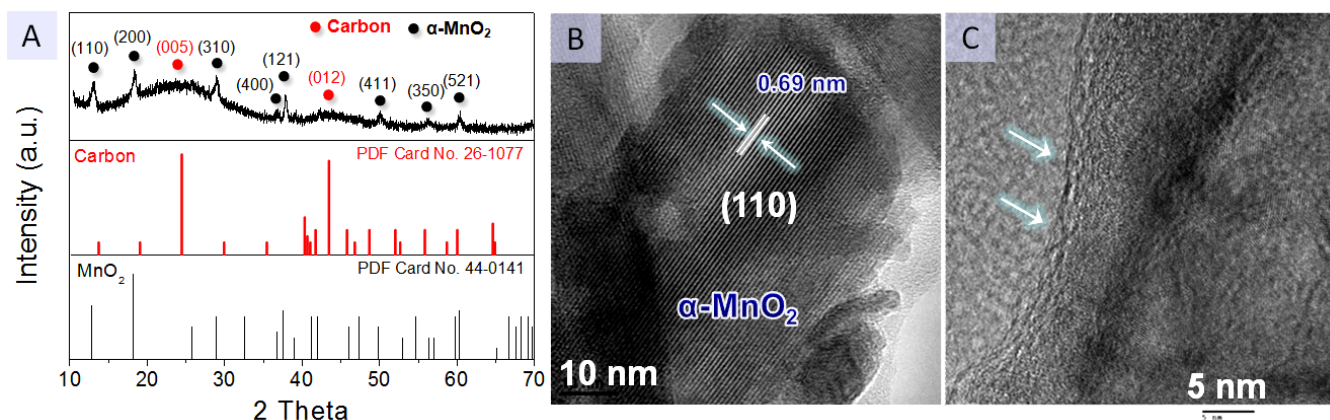 A
Carbon
α-MnO₂
(110)
(200)
(005)
(310)
(400)
(121)
(012)
(411)
(350)
(521)
Carbon
PDF Card No. 26-1077
MnO₂
PDF Card No. 44-0141
Intensity (a.u.)
10 20 30 40 50 60 70
2 Theta
B
0.69 nm
(110)
α-MnO₂
10 nm
C
5 nm
5 nm